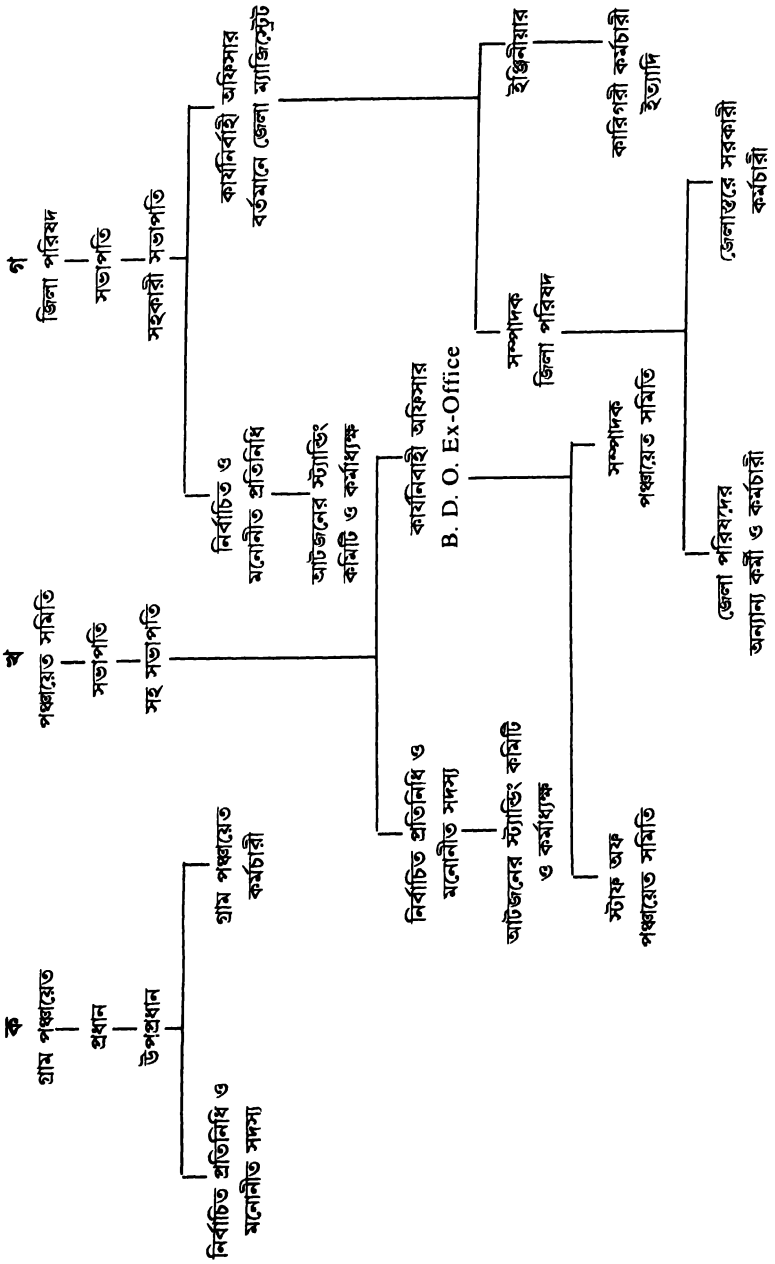 ক
গ্রাম পঞ্চায়েত
প্রধান
উপপ্রধান
নির্বাচিত প্রতিনিধি ও
মনোনীত সদস্য
গ্রাম পঞ্চায়েত
কর্মচারী
খ
পঞ্চায়েত সমিতি
সভাপতি
সহ সভাপতি
নির্বাচিত প্রতিনিধি ও
মনোনীত সদস্য
আটজনের স্ট্যান্ডিং কমিটি
ও কর্মাধ্যক্ষ
কার্যনির্বাহী অফিসার
B. D. O. Ex-Office
স্টাফ অফ
পঞ্চায়েত সমিতি
সম্পাদক
পঞ্চায়েত সমিতি
গ
জিলা পরিষদ
সভাপতি
সহকারী সভাপতি
নির্বাচিত ও
মনোনীত প্রতিনিধি
আটজনের স্ট্যান্ডিং
কমিটি ও কর্মাধ্যক্ষ
কার্যনির্বাহী অফিসার
বর্তমানে জেলা ম্যাজিস্ট্রেট
সম্পাদক
জিলা পরিষদ
ইঞ্জিনীয়ার
কারিগরী কর্মচারী
ইত্যাদি
জেলা পরিষদের
অন্যান্য কর্মী ও কর্মচারী
জেলাস্তরে সরকারী
কর্মচারী